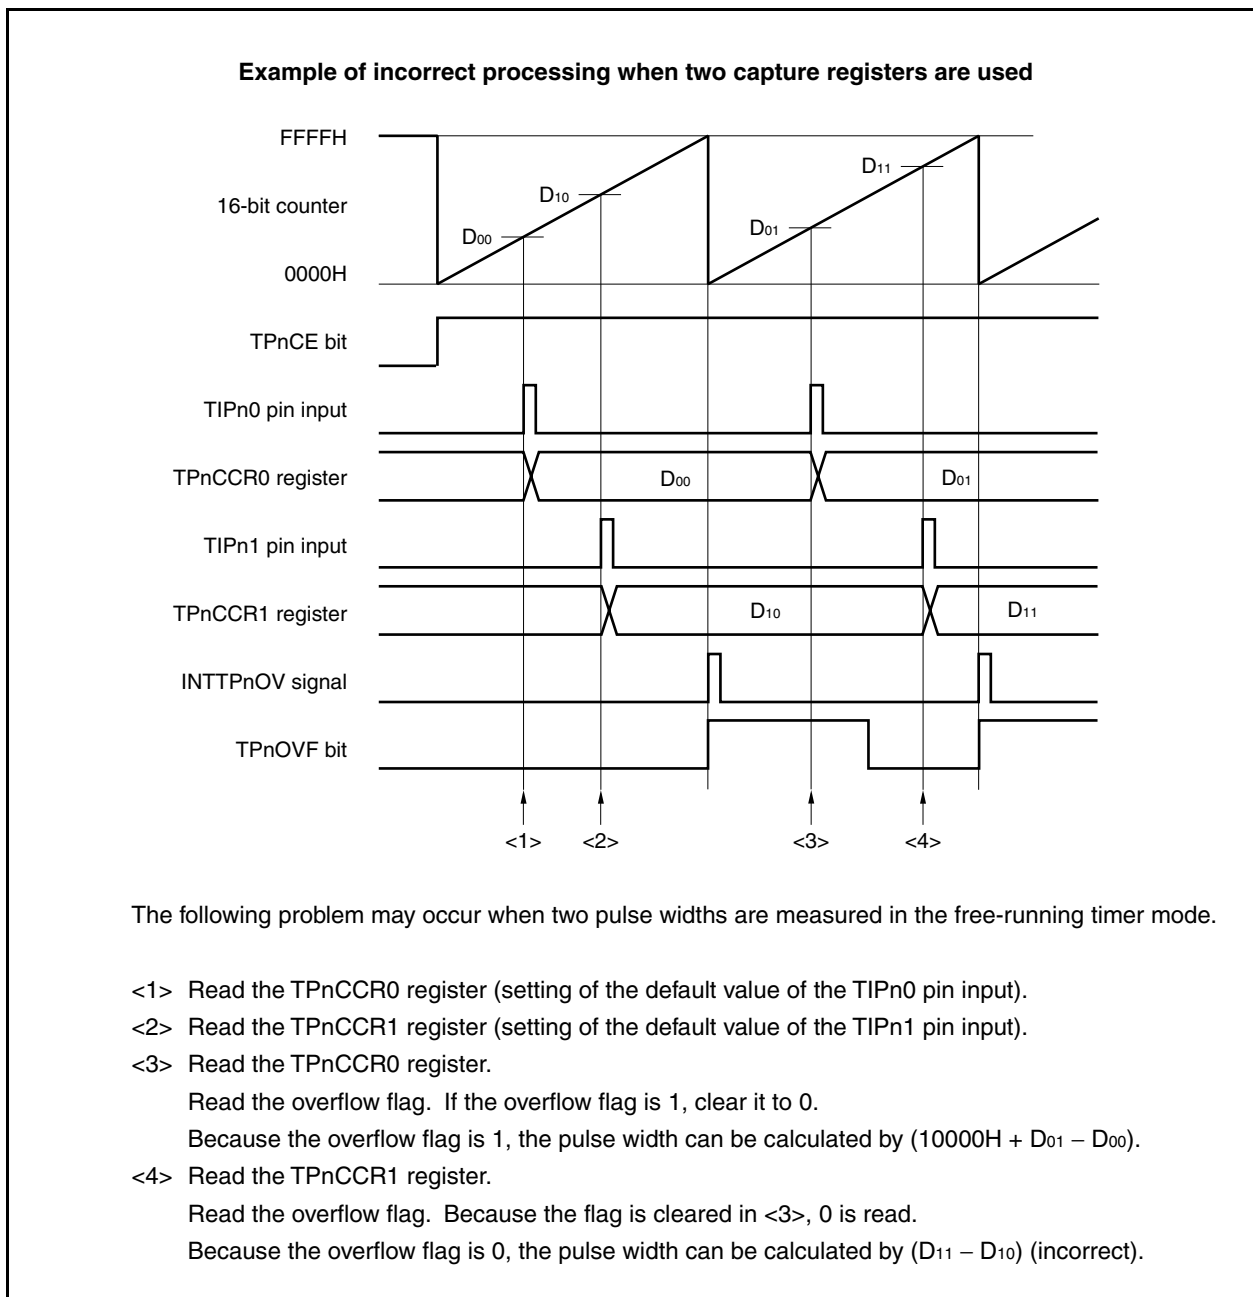 Example of incorrect processing when two capture registers are used
FFFFH
D11
D10
16-bit counter
D01
D00
0000H
TPnCE bit
TIPn0 pin input
TPnCCR0 register
D00
D01
TIPn1 pin input
TPnCCR1 register
D10
D11
INTTPnOV signal
TPnOVF bit
<1> <2> <3> <4>
The following problem may occur when two pulse widths are measured in the free-running timer mode.
<1> Read the TPnCCR0 register (setting of the default value of the TIPn0 pin input).
<2> Read the TPnCCR1 register (setting of the default value of the TIPn1 pin input).
<3> Read the TPnCCR0 register.
Read the overflow flag. If the overflow flag is 1, clear it to 0.
Because the overflow flag is 1, the pulse width can be calculated by (10000H + D01 − D00).
<4> Read the TPnCCR1 register.
Read the overflow flag. Because the flag is cleared in <3>, 0 is read.
Because the overflow flag is 0, the pulse width can be calculated by (D11 − D10) (incorrect).